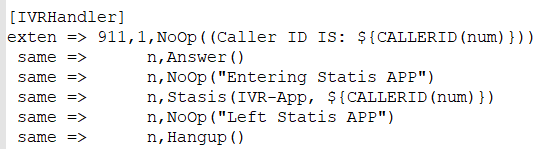 [IVRHandler]
exten => 911,1,NoOp((Caller ID IS: ${CALLERID(num)}))
same => n,Answer()
same => n,NoOp("Entering Statis APP")
same => n,Stasis(IVR-App, ${CALLERID(num)})
same => n,NoOp("Left Statis APP")
same => n,Hangup()